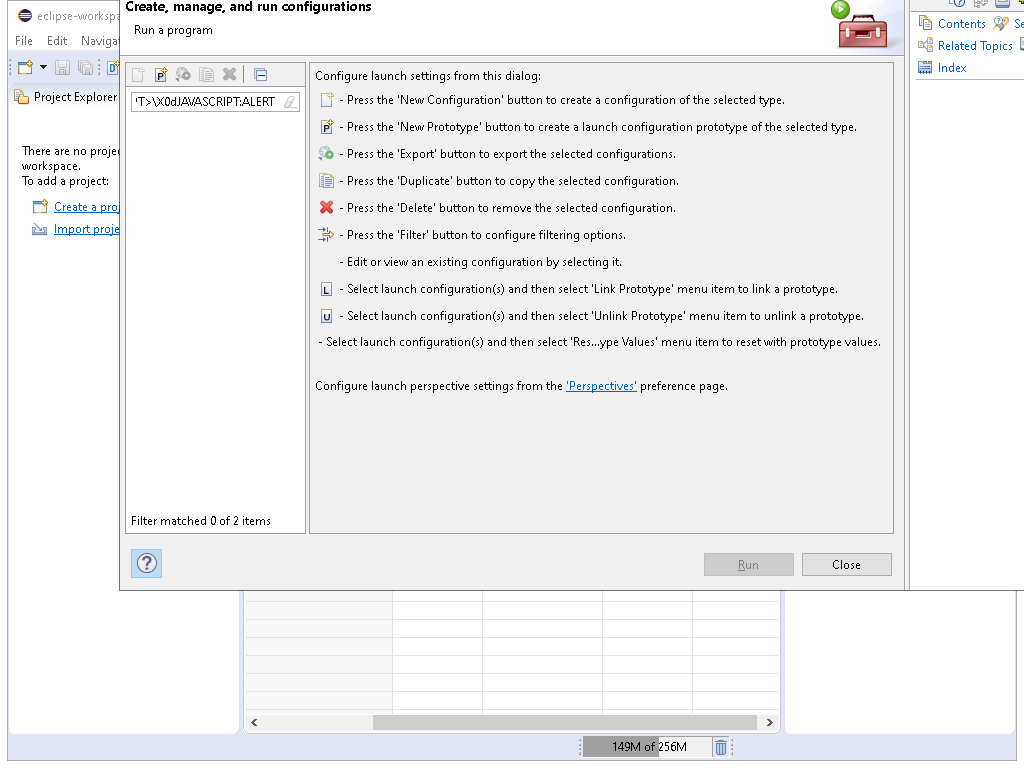 eclipse-workspa
Create, manage, and run configurations
Run a program
File Edit Navigat
Project Explorer
There are no projec
workspace.
To add a project:
Create a proj
Import proje
'T>\X0dJAVASCRIPT:ALERT
Filter matched 0 of 2 items
Configure launch settings from this dialog:
- Press the 'New Configuration' button to create a configuration of the selected type.
- Press the 'New Prototype' button to create a launch configuration prototype of the selected type.
- Press the 'Export' button to export the selected configurations.
- Press the 'Duplicate' button to copy the selected configuration.
- Press the 'Delete' button to remove the selected configuration.
- Press the 'Filter' button to configure filtering options.
- Edit or view an existing configuration by selecting it.
L - Select launch configuration(s) and then select 'Link Prototype' menu item to link a prototype.
U - Select launch configuration(s) and then select 'Unlink Prototype' menu item to unlink a prototype.
- Select launch configuration(s) and then select 'Res...ype Values' menu item to reset with prototype values.
Configure launch perspective settings from the 'Perspectives' preference page.
Run
Close
Contents Se
Related Topics
Index
149M of 256M